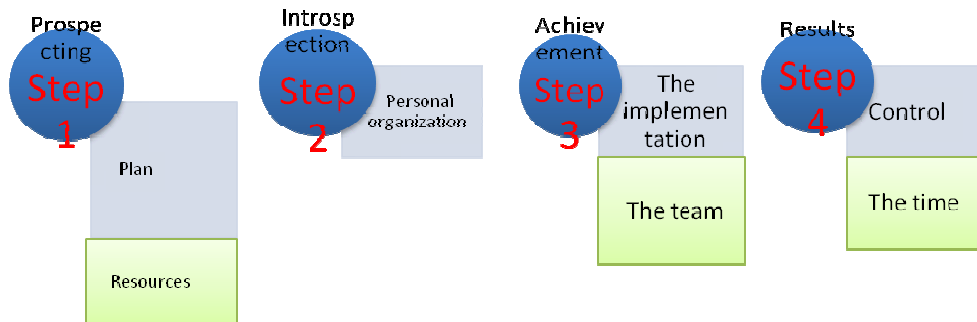 Prospe
cting
Step
1
Plan
Resources
Introsp
ection
Step
2
Personal
organization
Achiev
ement
Step
3
The
implemen
tation
The team
Results
Step
4
Control
The time